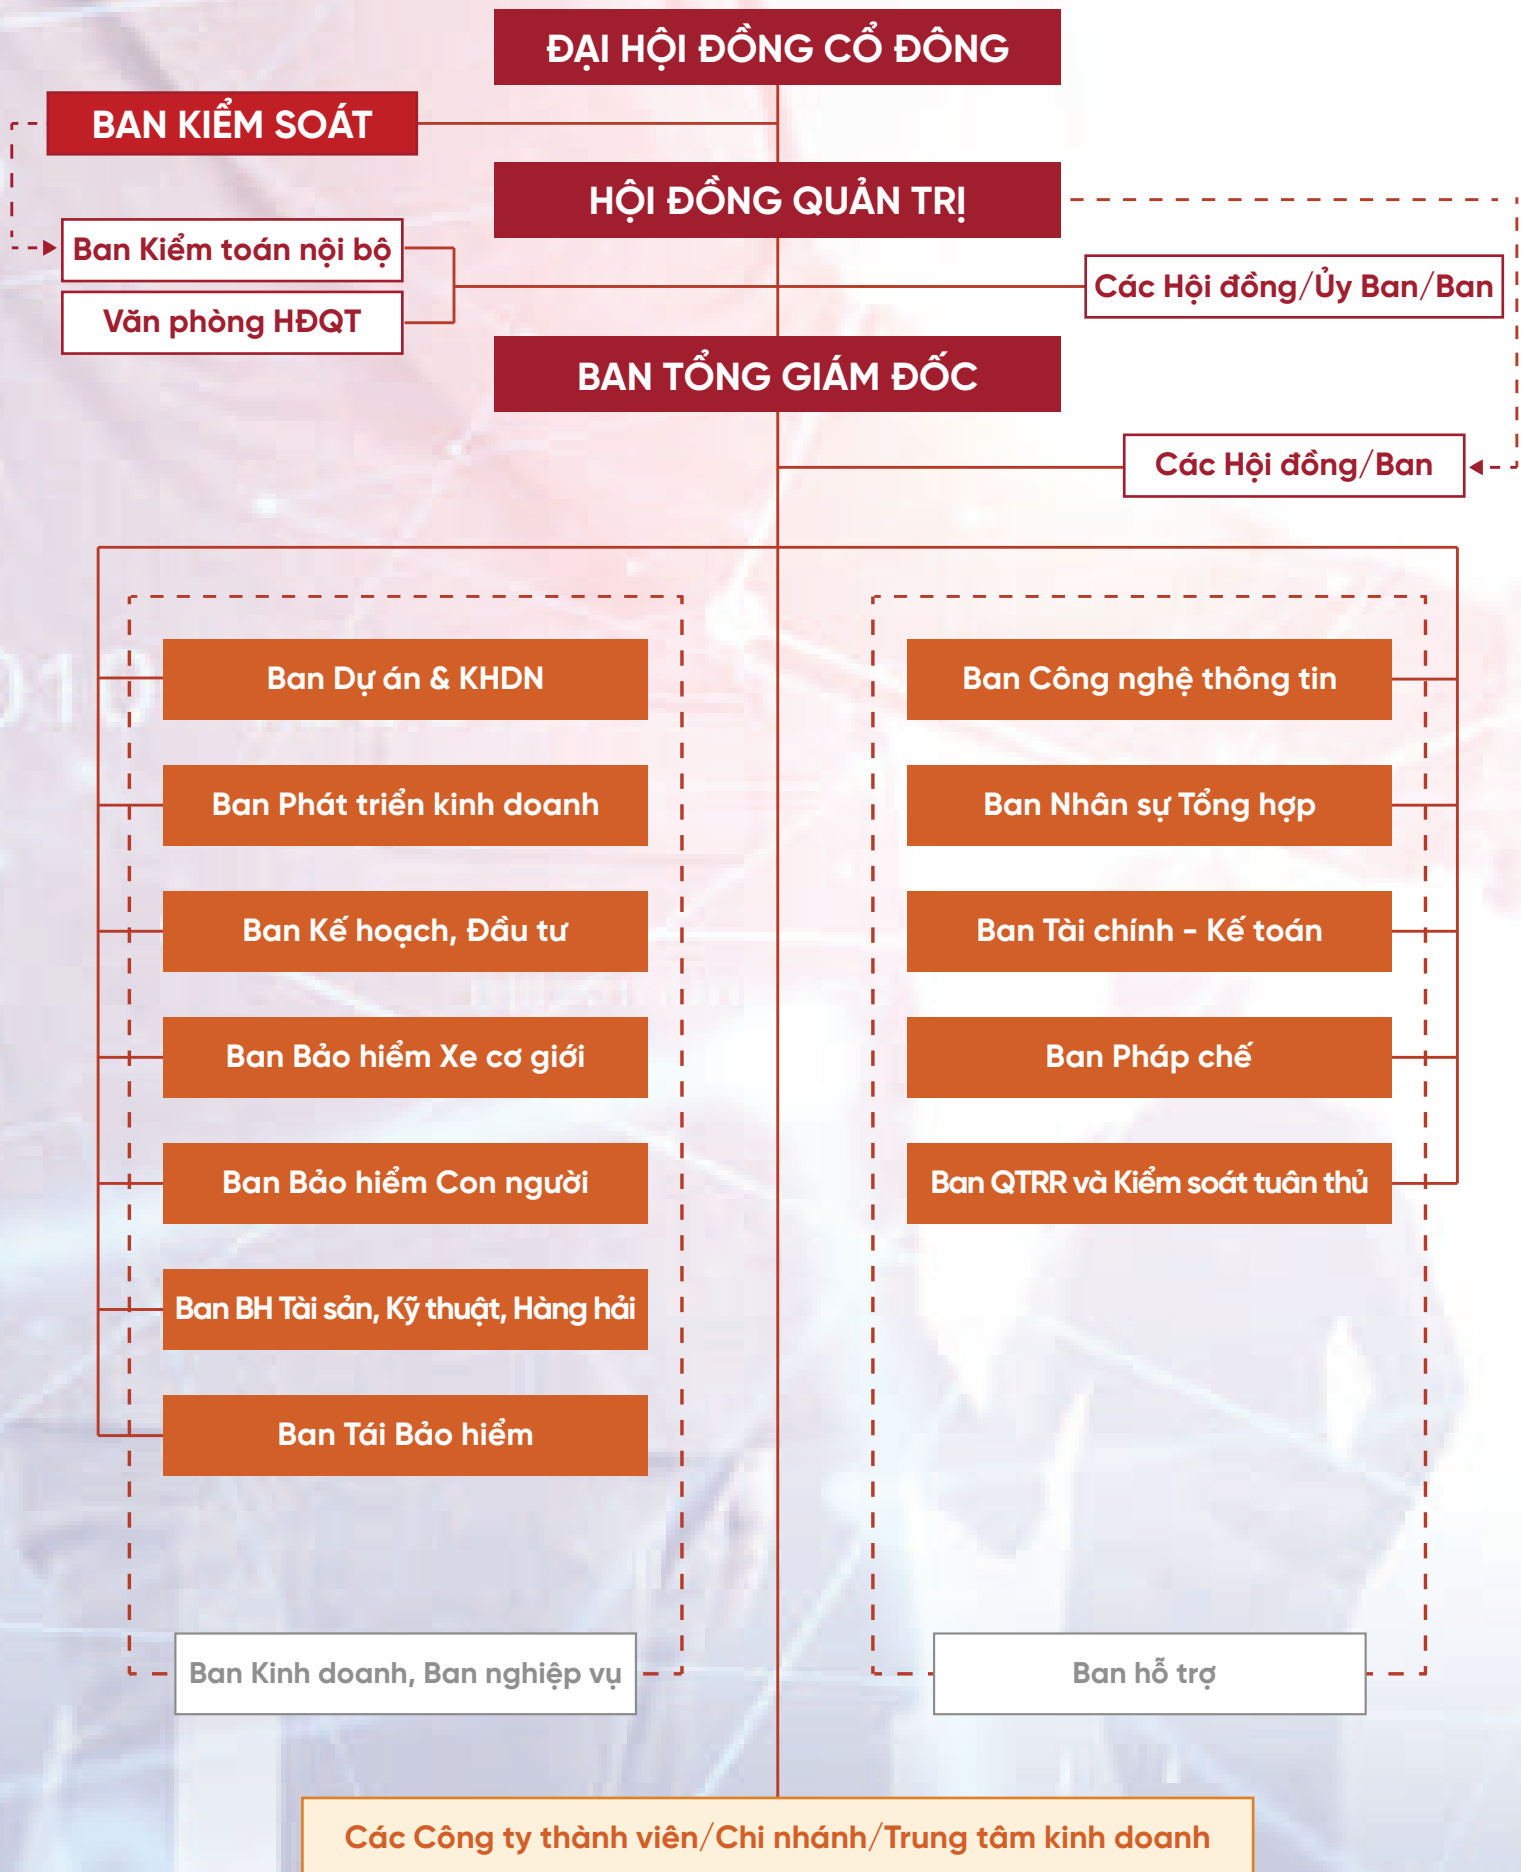 ĐẠI HỘI ĐỒNG CỔ ĐÔNG
BAN KIỂM SOÁT
HỘI ĐỒNG QUẢN TRỊ
Ban Kiểm toán nội bộ
Các Hội đồng/Ủy Ban/Ban
Văn phòng HĐQT
BAN TỔNG GIÁM ĐỐC
Các Hội đồng/Ban
Ban Dự án & KHDN
Ban Phát triển kinh doanh
Ban Kế hoạch, Đầu tư
Ban Bảo hiểm Xe cơ giới
Ban Bảo hiểm Con người
Ban BH Tài sản, Kỹ thuật, Hàng hải
Ban Tái Bảo hiểm
Ban Kinh doanh, Ban nghiệp vụ
Ban Công nghệ thông tin
Ban Nhân sự Tổng hợp
Ban Tài chính - Kế toán
Ban Pháp chế
Ban QTRR và Kiểm soát tuân thủ
Ban hỗ trợ
Các Công ty thành viên/Chi nhánh/Trung tâm kinh doanh